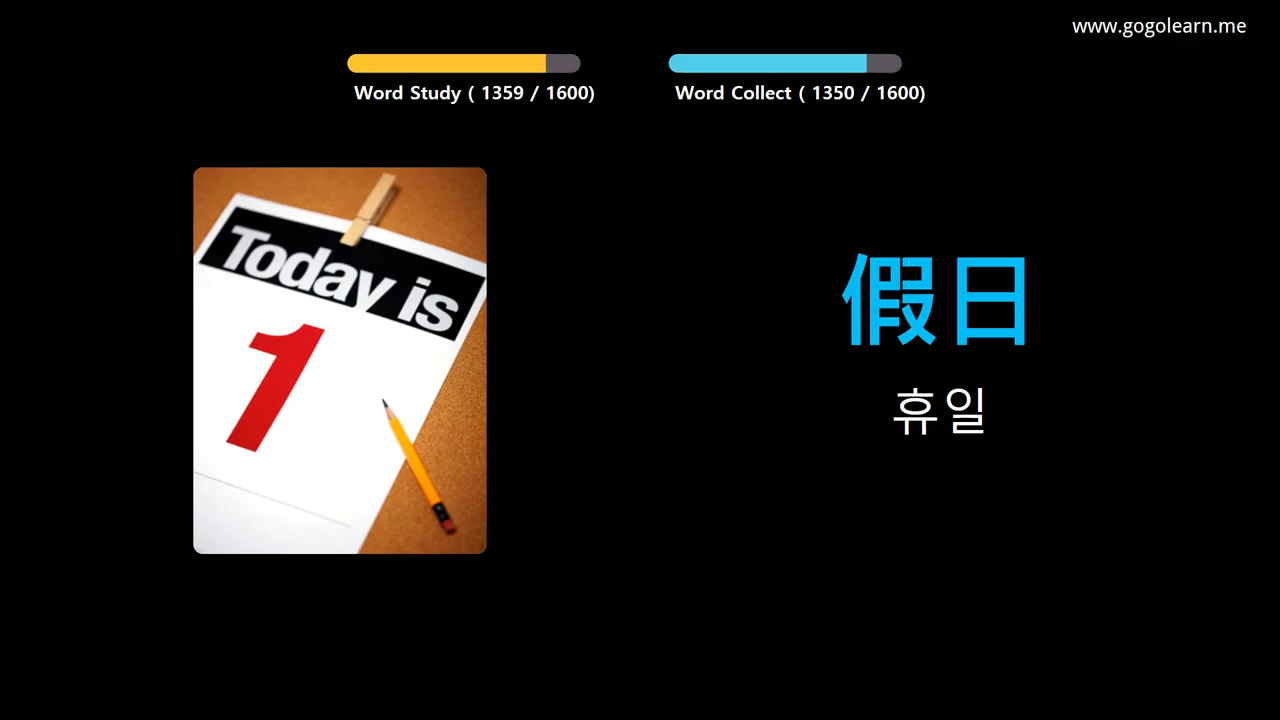 www.gogolearn.me
Word Study ( 1359 / 1600)
Word Collect ( 1350 / 1600)
Today is
1
假日
휴일